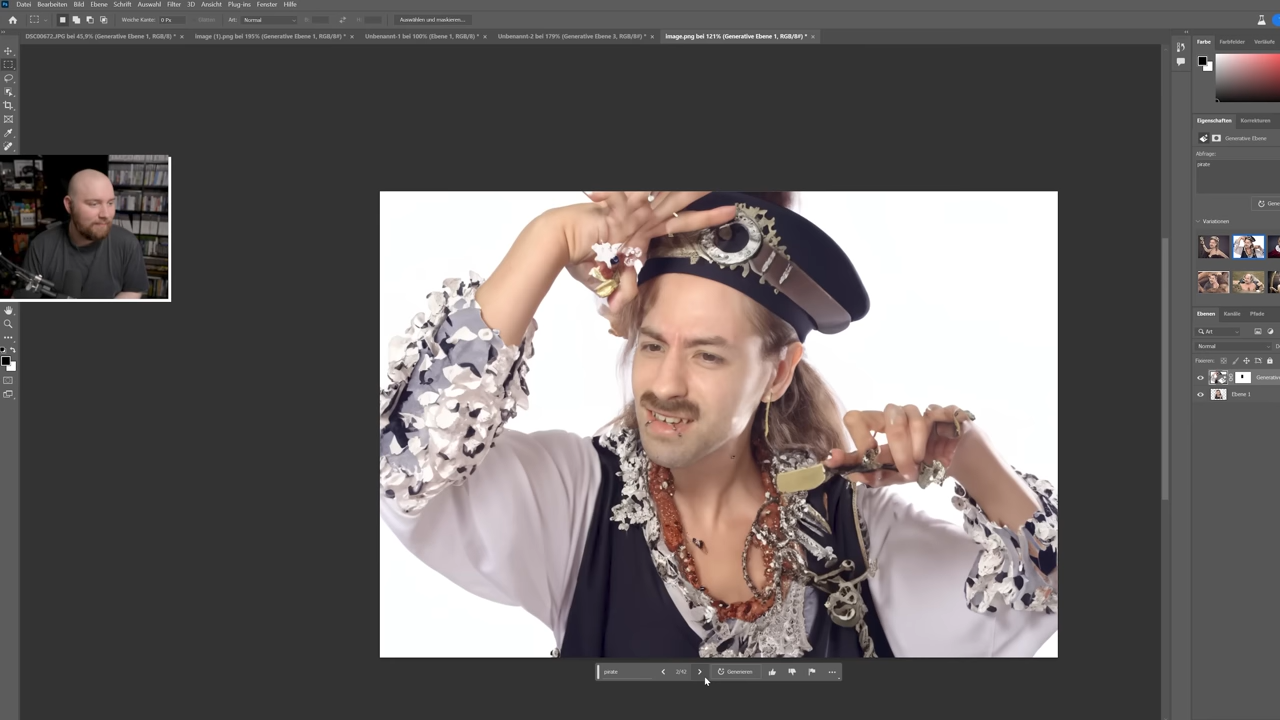 Datei Bearbeiten Bild Ebene Schrift Auswahl Filter 3D Ansicht Plug-ins Fenster Hilfe
Weiche Kante: 0 Px Glätten Art: Normal Auswählen und maskieren...
DSC00672.JPG bei 45,9% (Generative Ebene 1, RGB/8) * × Image (1).png bei 195% (Generative Ebene 1, RGB/8#) * × Unbenannt-1 bei 100% (Ebene 1, RGB/8) * × Unbenannt-2 bei 179% (Generative Ebene 3, RGB/8#) * × Image.png bei 121% (Generative Ebene 1, RGB/8#) * ×
Farbe Farbfelder Verläufe
Eigenschaften Korrekturen
Generative Ebene
Abfrage:
pirate
Gene
Variationen
Ebenen Kanäle Pfade
Art
Normal
Fixieren:
Generativ
Ebene 1
pirate 2/42 Generieren